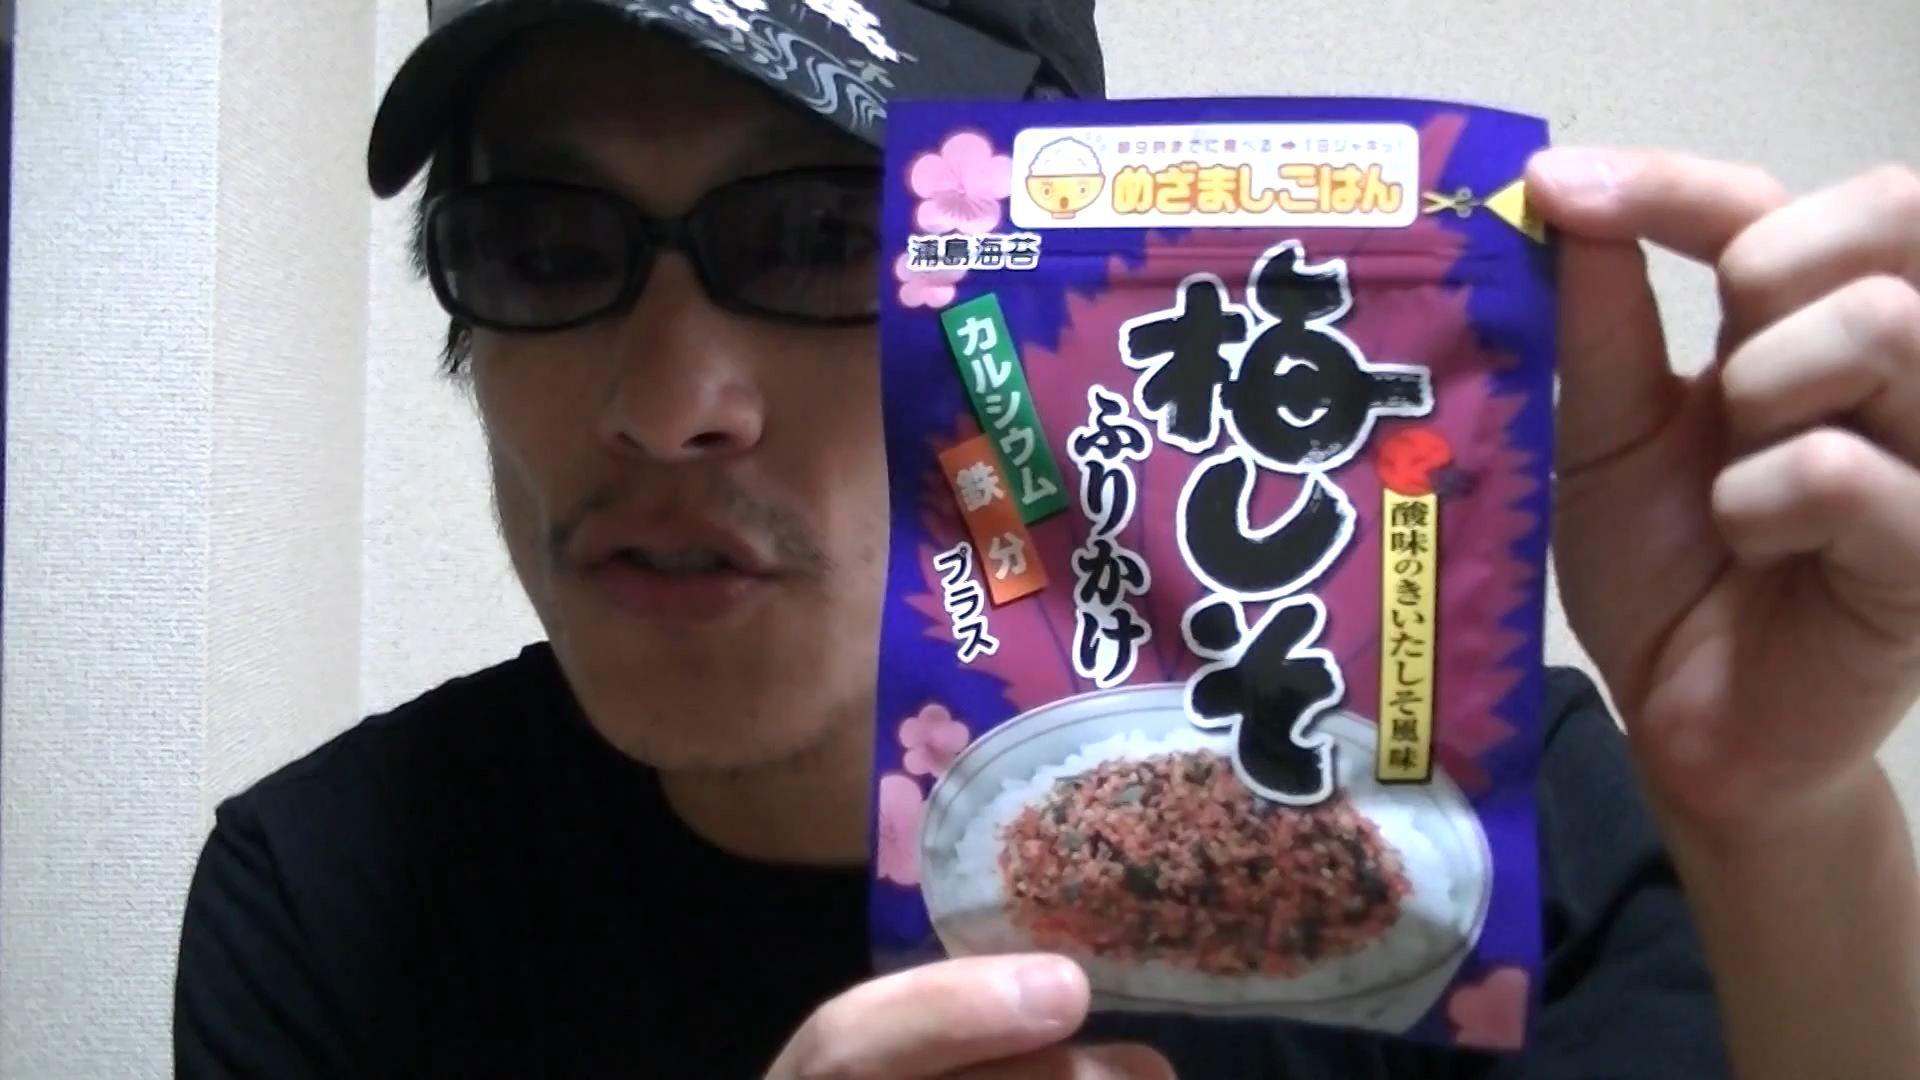 朝9時までに食べる➡1日シャキッ!
めざましごはん
浦島海苔
梅しそ
ふりかけ
カルシウム
鉄分
プラス
酸味のきいたしそ風味